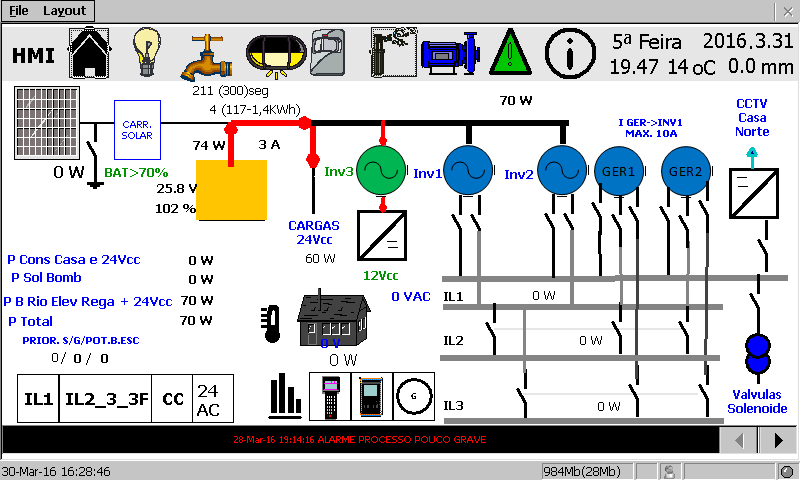 File Layout
HMI
5ª Feira 2016.3.31
19.47 14 oC 0.0 mm
211 (300)seg
4 (117-1,4KWh)
70 W
I GER->INV1
MAX. 10A
CCTV
Casa
Norte
CARR.
SOLAR
74 W
3 A
0 W
BAT>70%
Inv3
Inv1
Inv2
GER1
GER2
25.8 V
102 %
CARGAS
24Vcc
60 W
12Vcc
P Cons Casa e 24Vcc 0 W
P Sol Bomb 0 W
P B Rio Elev Rega + 24Vcc 70 W
P Total 70 W
PRIOR. S/G/POT.B.ESC
0/ 0 / 0
0 VAC
IL1
0 W
IL2
0 W
IL3
0 W
0 V
0 W
Valvulas
Solenoide
IL1 IL2_3_3F CC 24
AC
G
28-Mar-16 19:14:16 ALARME PROCESSO POUCO GRAVE
30-Mar-16 16:28:46
984Mb(28Mb)